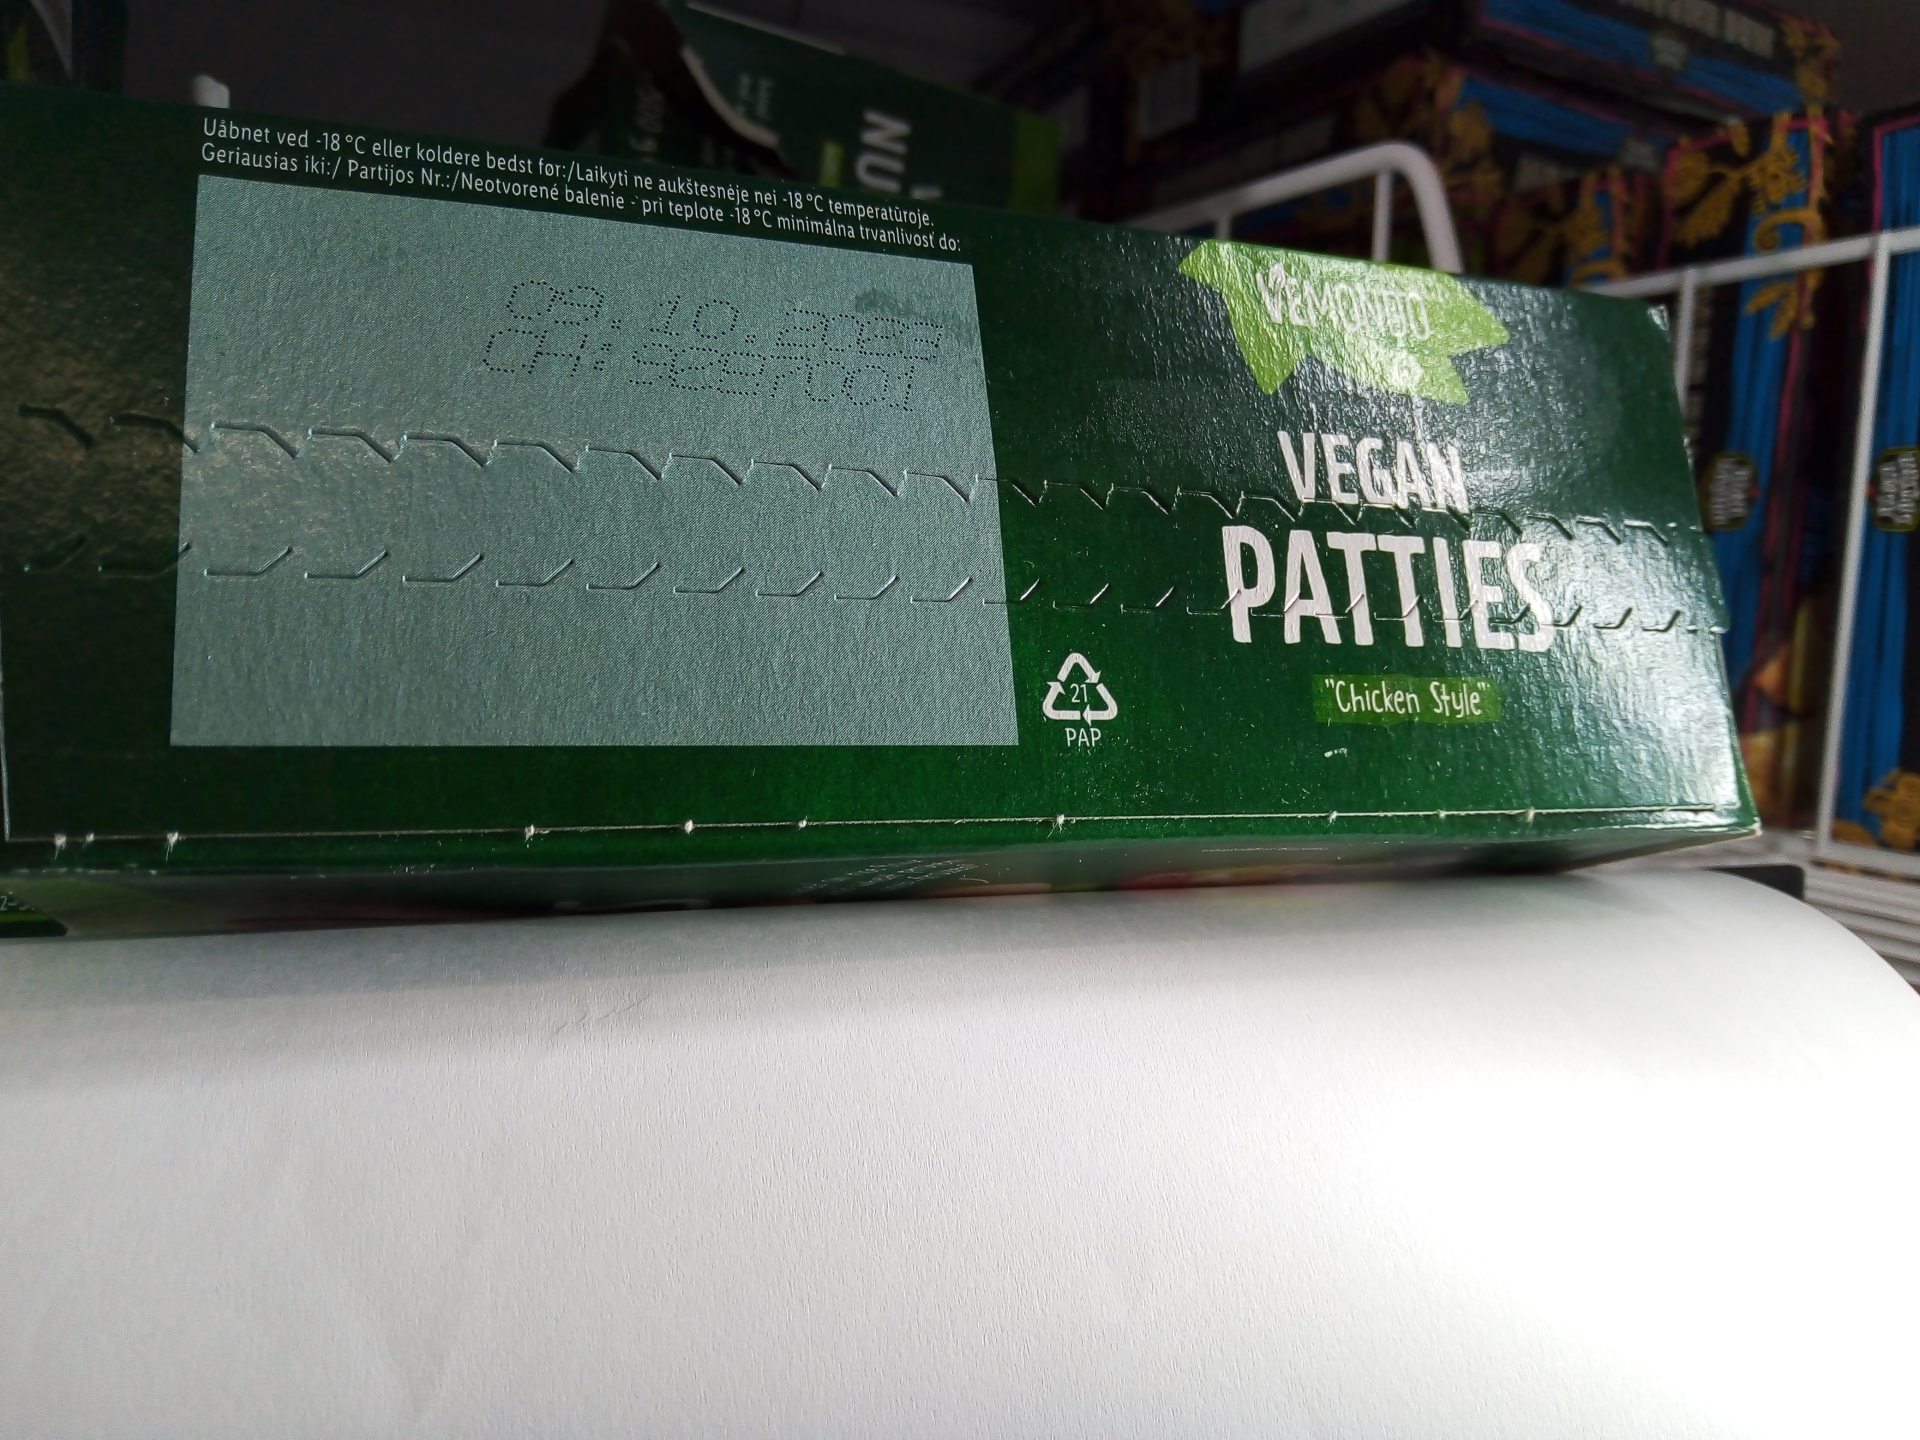 Uåbnet ved -18 °C eller koldere bedst før:/Laikyti ne aukštesnėje nei -18 °C temperatūroje.
Geriausias iki:/ Partijos Nr.:/Neotvorené balenie - pri teplote -18 °C minimálna trvanlivosť do:
VEMONDO
VEGAN
PATTIES
"Chicken Style"
21
PAP
NU